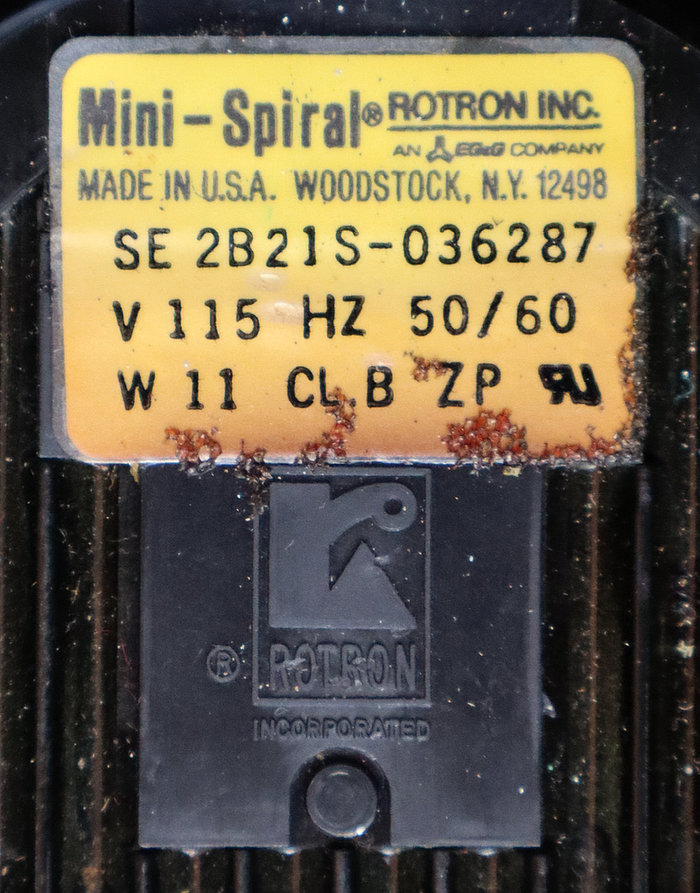 Mini-Spiral® ROTRON INC.
AN EG&G COMPANY
MADE IN U.S.A. WOODSTOCK, N.Y. 12498
SE 2B21S-036287
V 115 HZ 50/60
W 11 CL.B ZP RU
® ROTRON
INCORPORATED